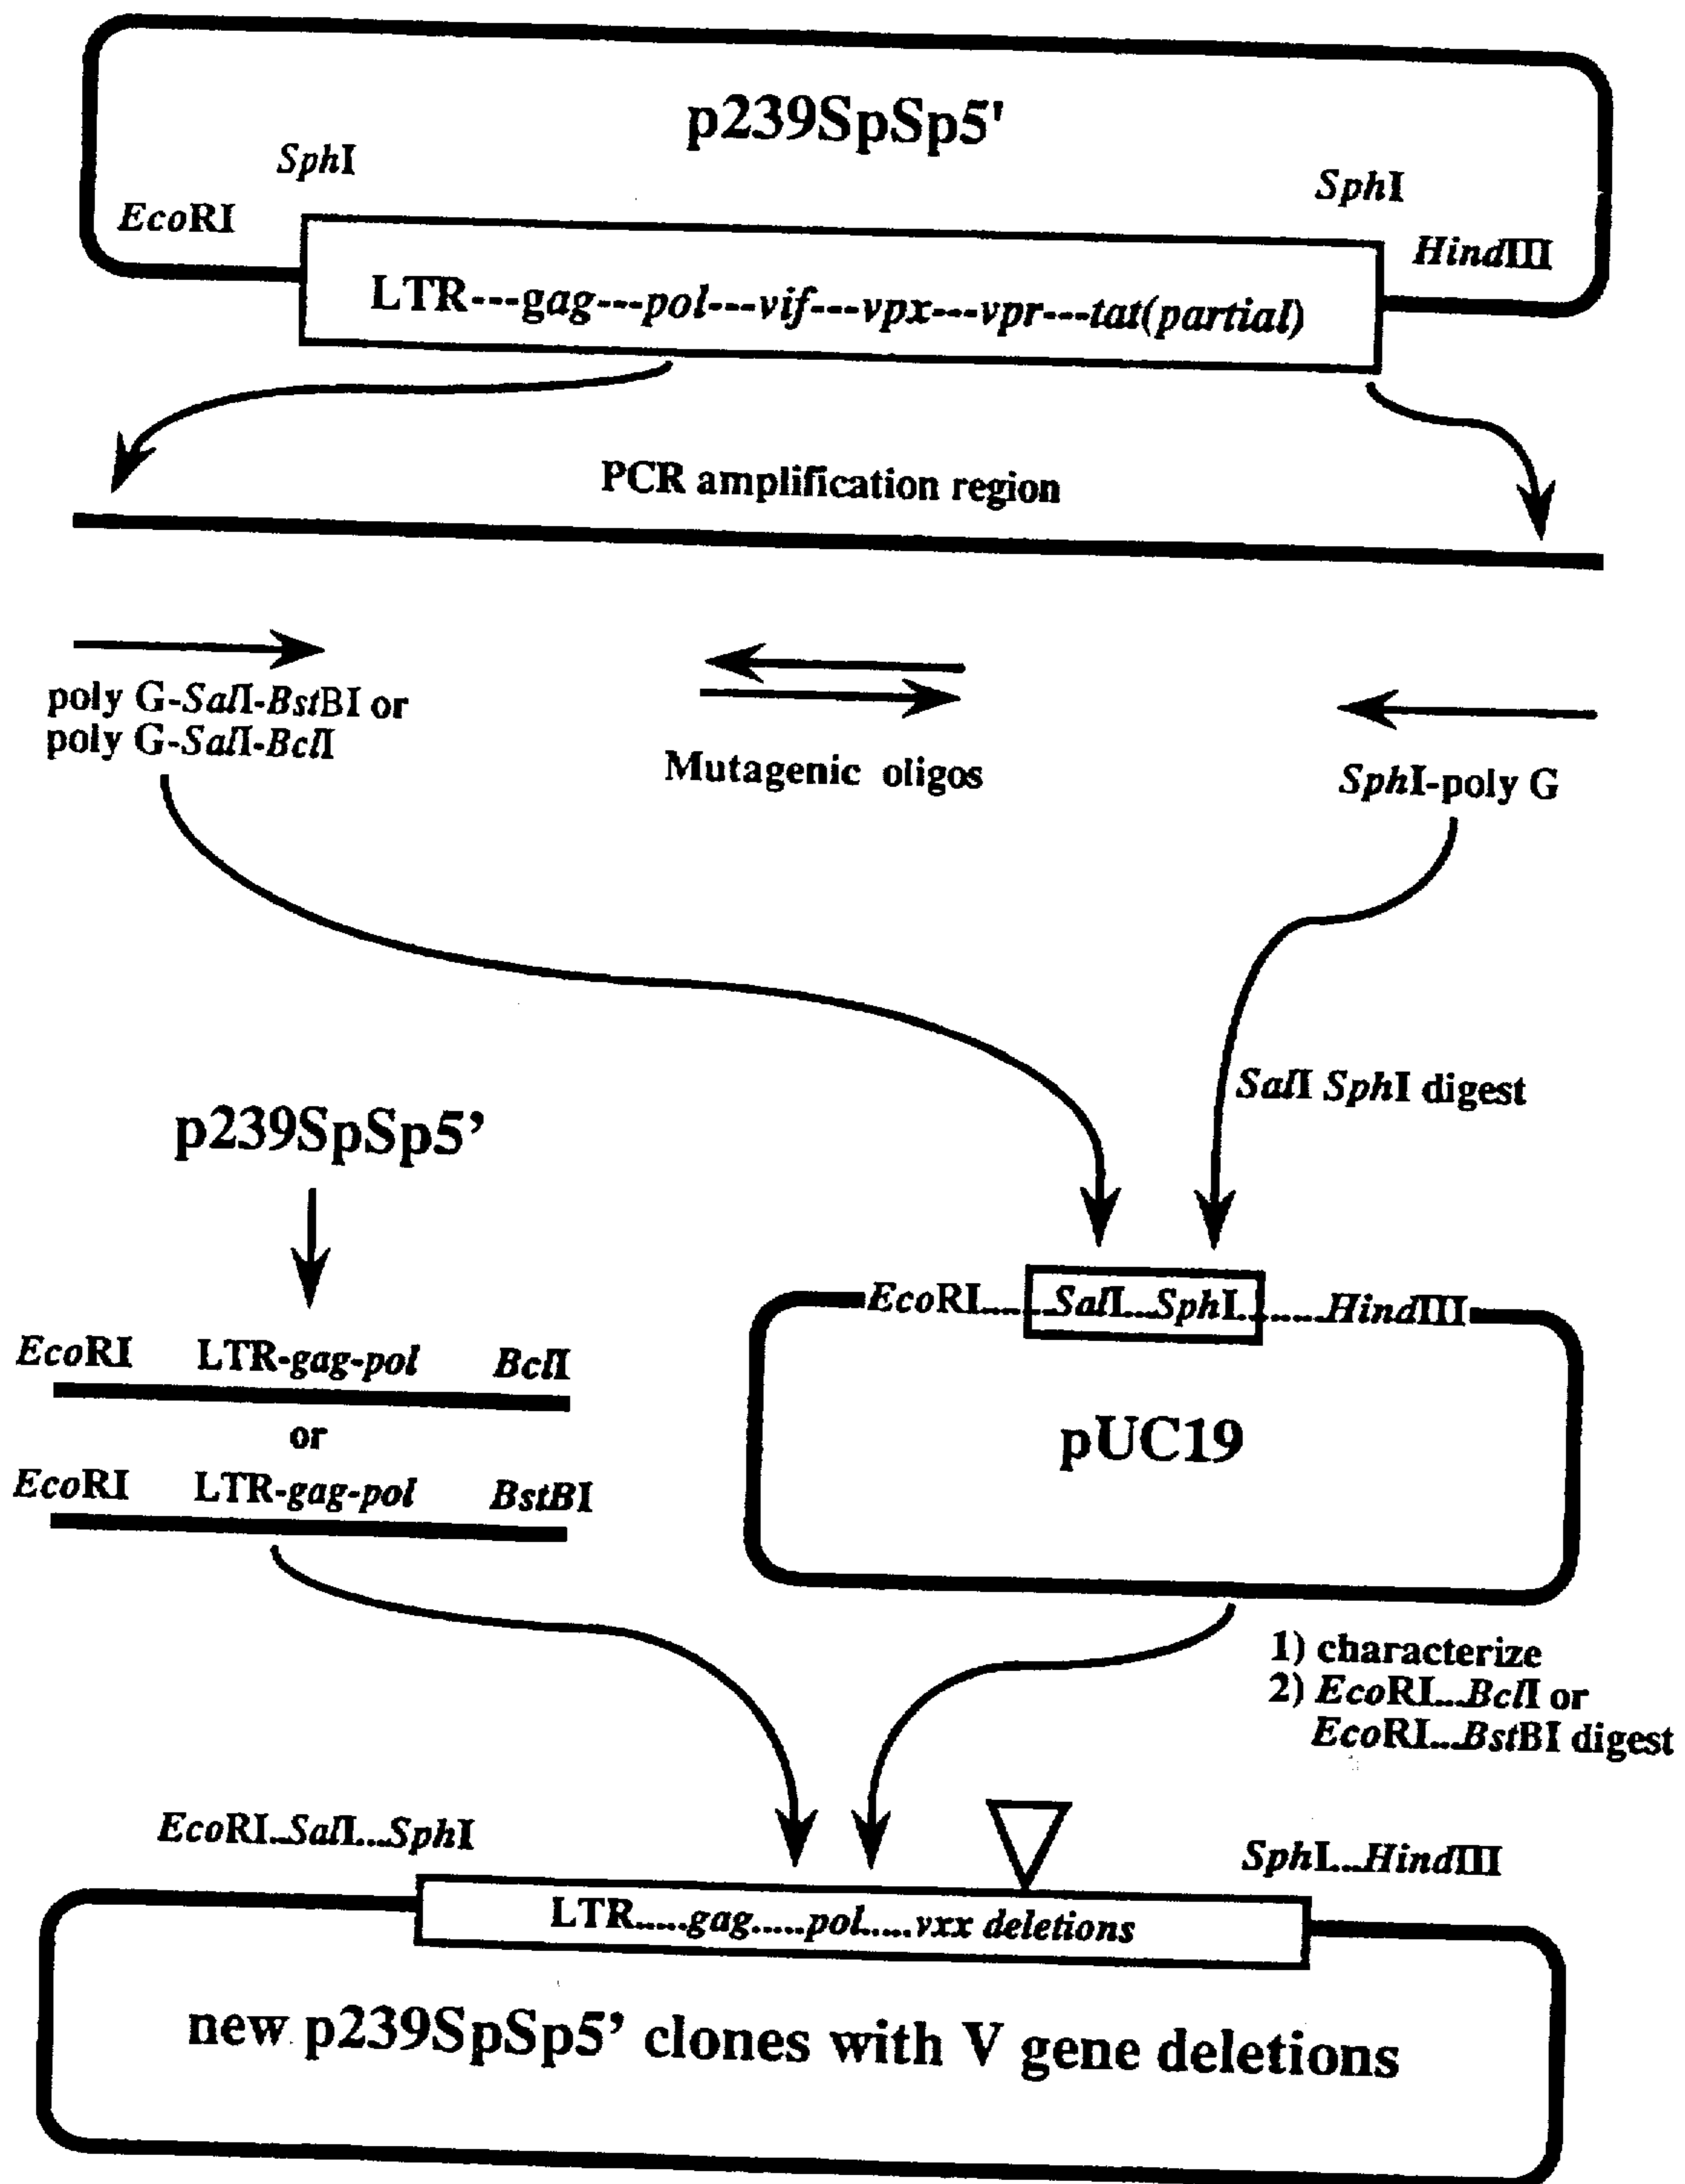 p239SpSp5'
SphI
SphI
EcoRI
HindIII
LTR---gag---pol---vif---vpx---vpr---tat(partial)
PCR amplification region
poly G-SalI-BstBI or
poly G-SalI-BclI
Mutagenic oligos
SphI-poly G
SalI SphI digest
p239SpSp5’
EcoRI......SalI...SphI........HindIII
EcoRI LTR-gag-pol BclI
or
EcoRI LTR-gag-pol BstBI
pUC19
1) characterize
2) EcoRI...BclI or
EcoRI...BstBI digest
EcoRI..SalI...SphI
SphI...HindIII
LTR.....gag.....pol.....vxx deletions
new p239SpSp5’ clones with V gene deletions